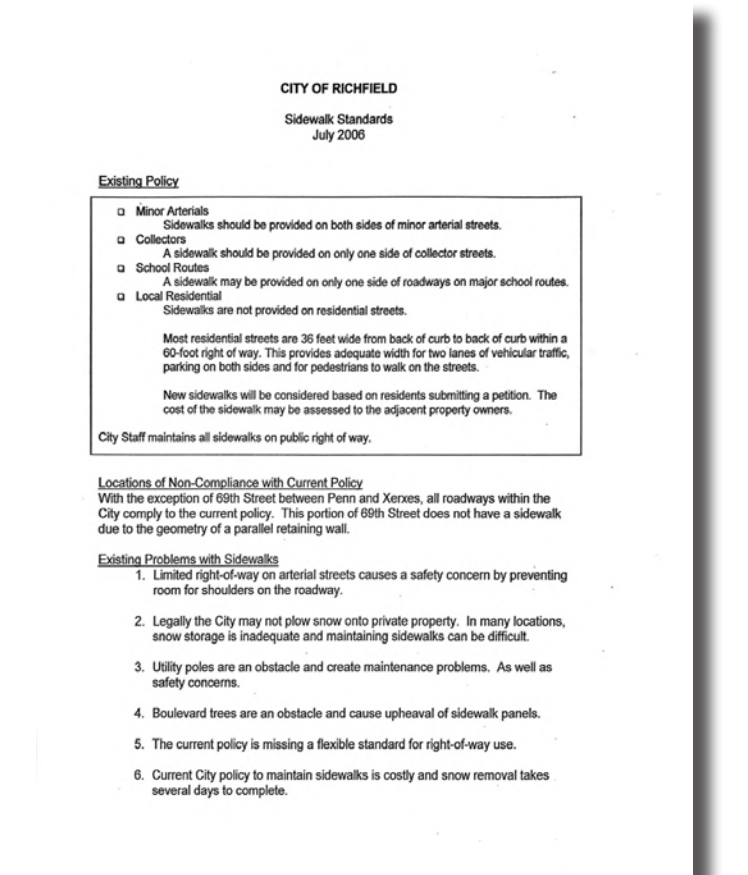 CITY OF RICHFIELD
Sidewalk Standards
July 2006
Existing Policy
Minor Arterials
Sidewalks should be provided on both sides of minor arterial streets.
Collectors
A sidewalk should be provided on only one side of collector streets.
School Routes
A sidewalk may be provided on only one side of roadways on major school routes.
Local Residential
Sidewalks are not provided on residential streets.
Most residential streets are 36 feet wide from back of curb to back of curb within a
60-foot right of way. This provides adequate width for two lanes of vehicular traffic,
parking on both sides and for pedestrians to walk on the streets.
New sidewalks will be considered based on residents submitting a petition. The
cost of the sidewalk may be assessed to the adjacent property owners.
City Staff maintains all sidewalks on public right of way.
Locations of Non-Compliance with Current Policy
With the exception of 69th Street between Penn and Xerxes, all roadways within the
City comply to the current policy. This portion of 69th Street does not have a sidewalk
due to the geometry of a parallel retaining wall.
Existing Problems with Sidewalks
1. Limited right-of-way on arterial streets causes a safety concern by preventing
room for shoulders on the roadway.
2. Legally the City may not plow snow onto private property. In many locations,
snow storage is inadequate and maintaining sidewalks can be difficult.
3. Utility poles are an obstacle and create maintenance problems. As well as
safety concerns.
4. Boulevard trees are an obstacle and cause upheaval of sidewalk panels.
5. The current policy is missing a flexible standard for right-of-way use.
6. Current City policy to maintain sidewalks is costly and snow removal takes
several days to complete.